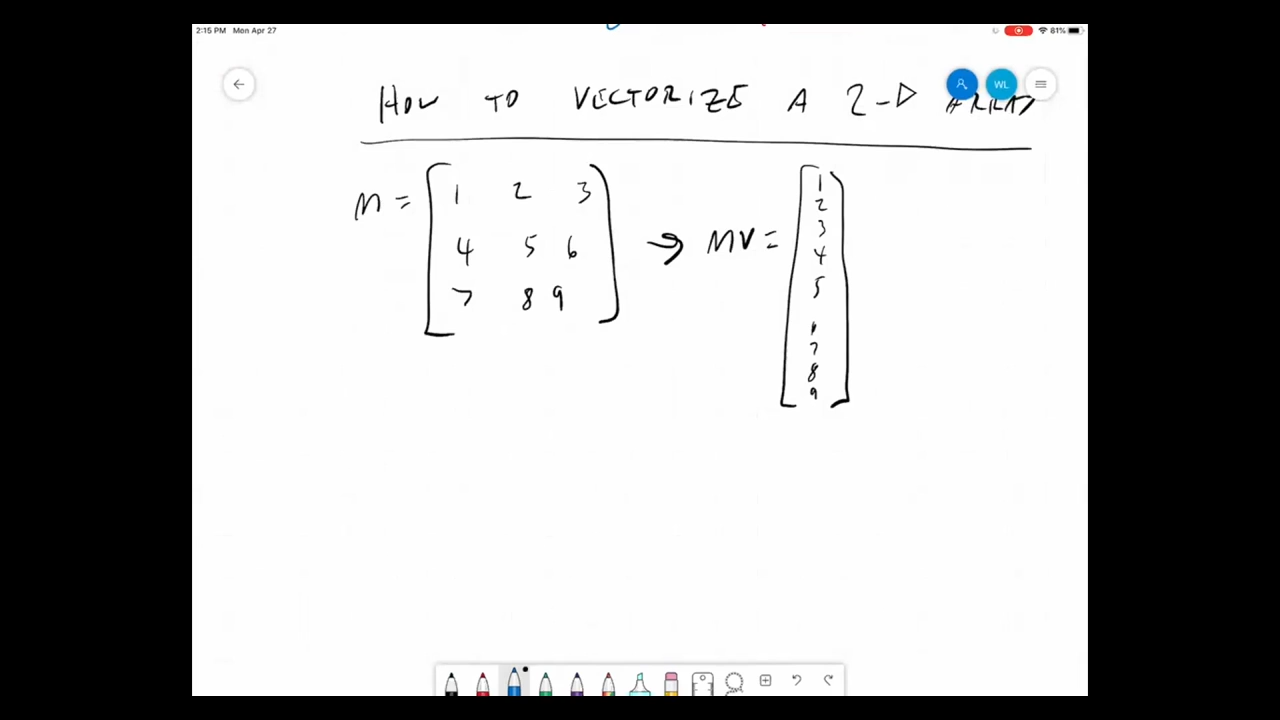 2:15 PM Mon Apr 27
81%
WL
HOW TO VECTORIZE A 2-D ARRAY
M = [1 2 3
4 5 6
7 8 9]
→ MV = [1
2
3
4
5
6
7
8
9]